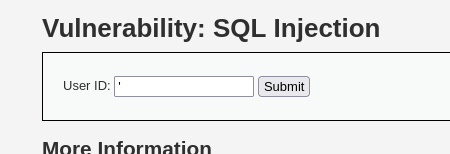 Vulnerability: SQL Injection
User ID: ' Submit
More Information